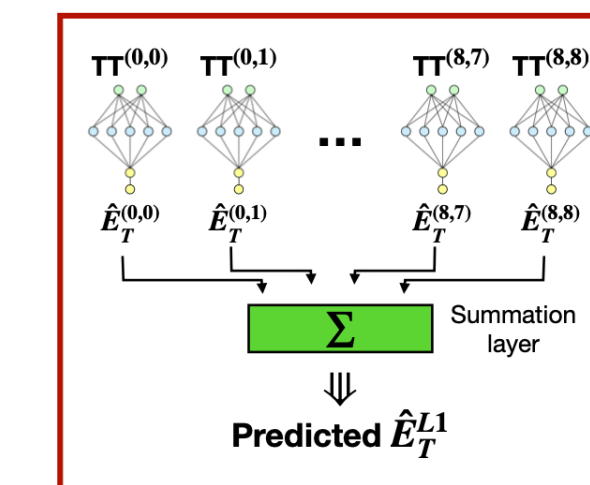 TT(0,0) TT(0,1) ... TT(8,7) TT(8,8)
Ê_T^(0,0) Ê_T^(0,1) Ê_T^(8,7) Ê_T^(8,8)
Σ
Summation
layer
⇓
Predicted Ê_T^L1